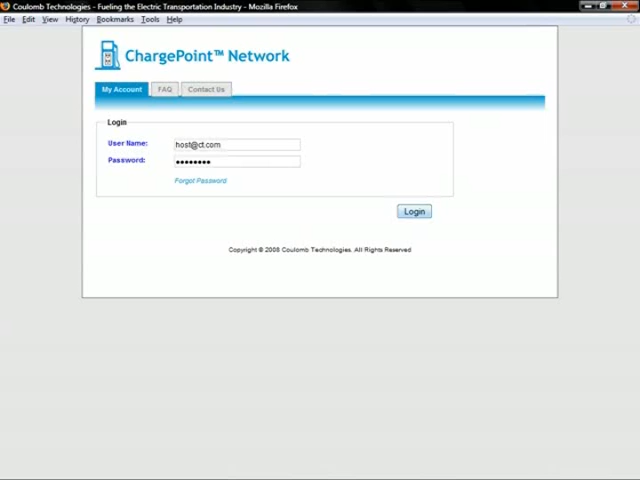 Coulomb Technologies - Fueling the Electric Transportation Industry - Mozilla Firefox
File Edit View History Bookmarks Tools Help
ChargePoint™ Network
My Account FAQ Contact Us
Login
User Name: host@ct.com
Password: ••••••••
Forgot Password
Login
Copyright © 2008 Coulomb Technologies. All Rights Reserved